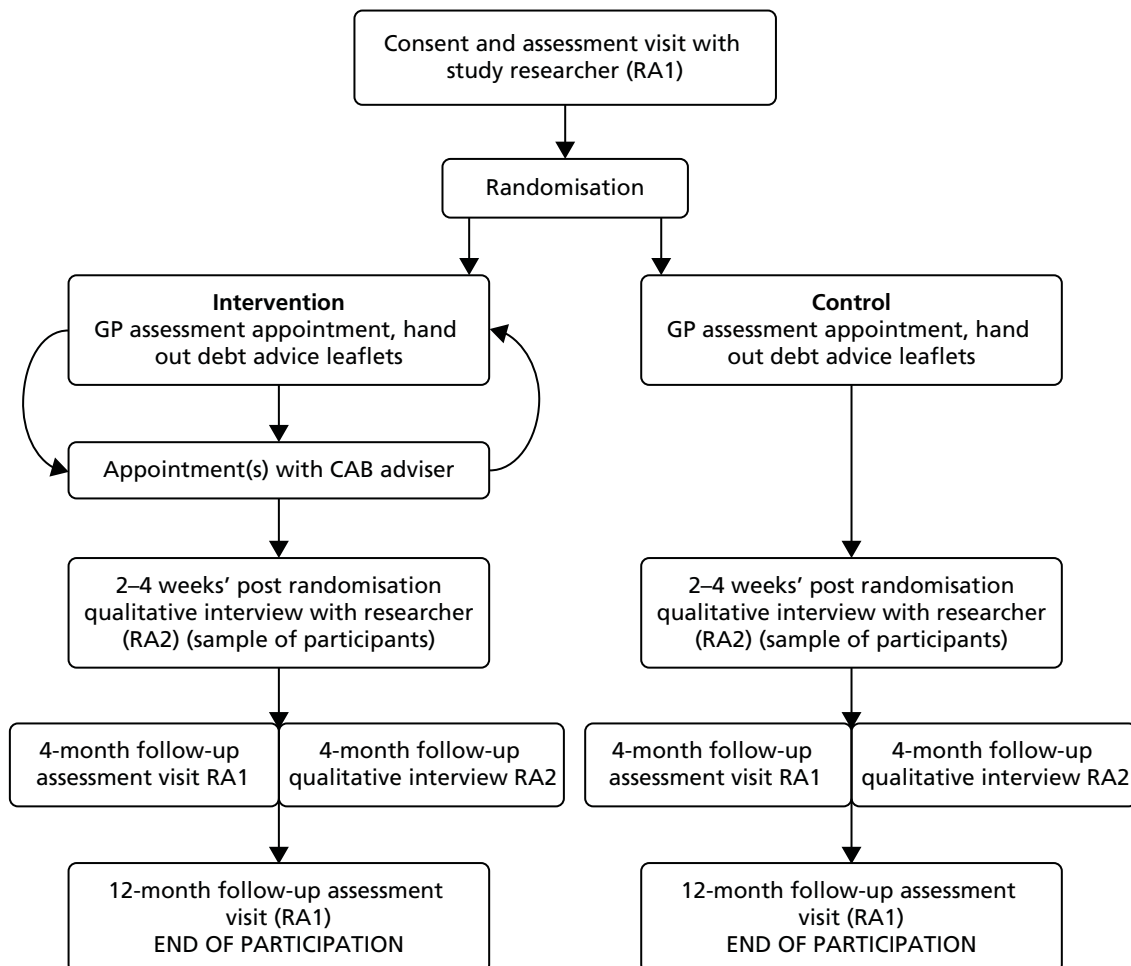 Consent and assessment visit with
study researcher (RA1)
Randomisation
Intervention
GP assessment appointment, hand
out debt advice leaflets
Control
GP assessment appointment, hand
out debt advice leaflets
Appointment(s) with CAB adviser
2–4 weeks’ post randomisation
qualitative interview with researcher
(RA2) (sample of participants)
2–4 weeks’ post randomisation
qualitative interview with researcher
(RA2) (sample of participants)
4-month follow-up
assessment visit RA1
4-month follow-up
qualitative interview RA2
4-month follow-up
assessment visit RA1
4-month follow-up
qualitative interview RA2
12-month follow-up assessment
visit (RA1)
END OF PARTICIPATION
12-month follow-up assessment
visit (RA1)
END OF PARTICIPATION